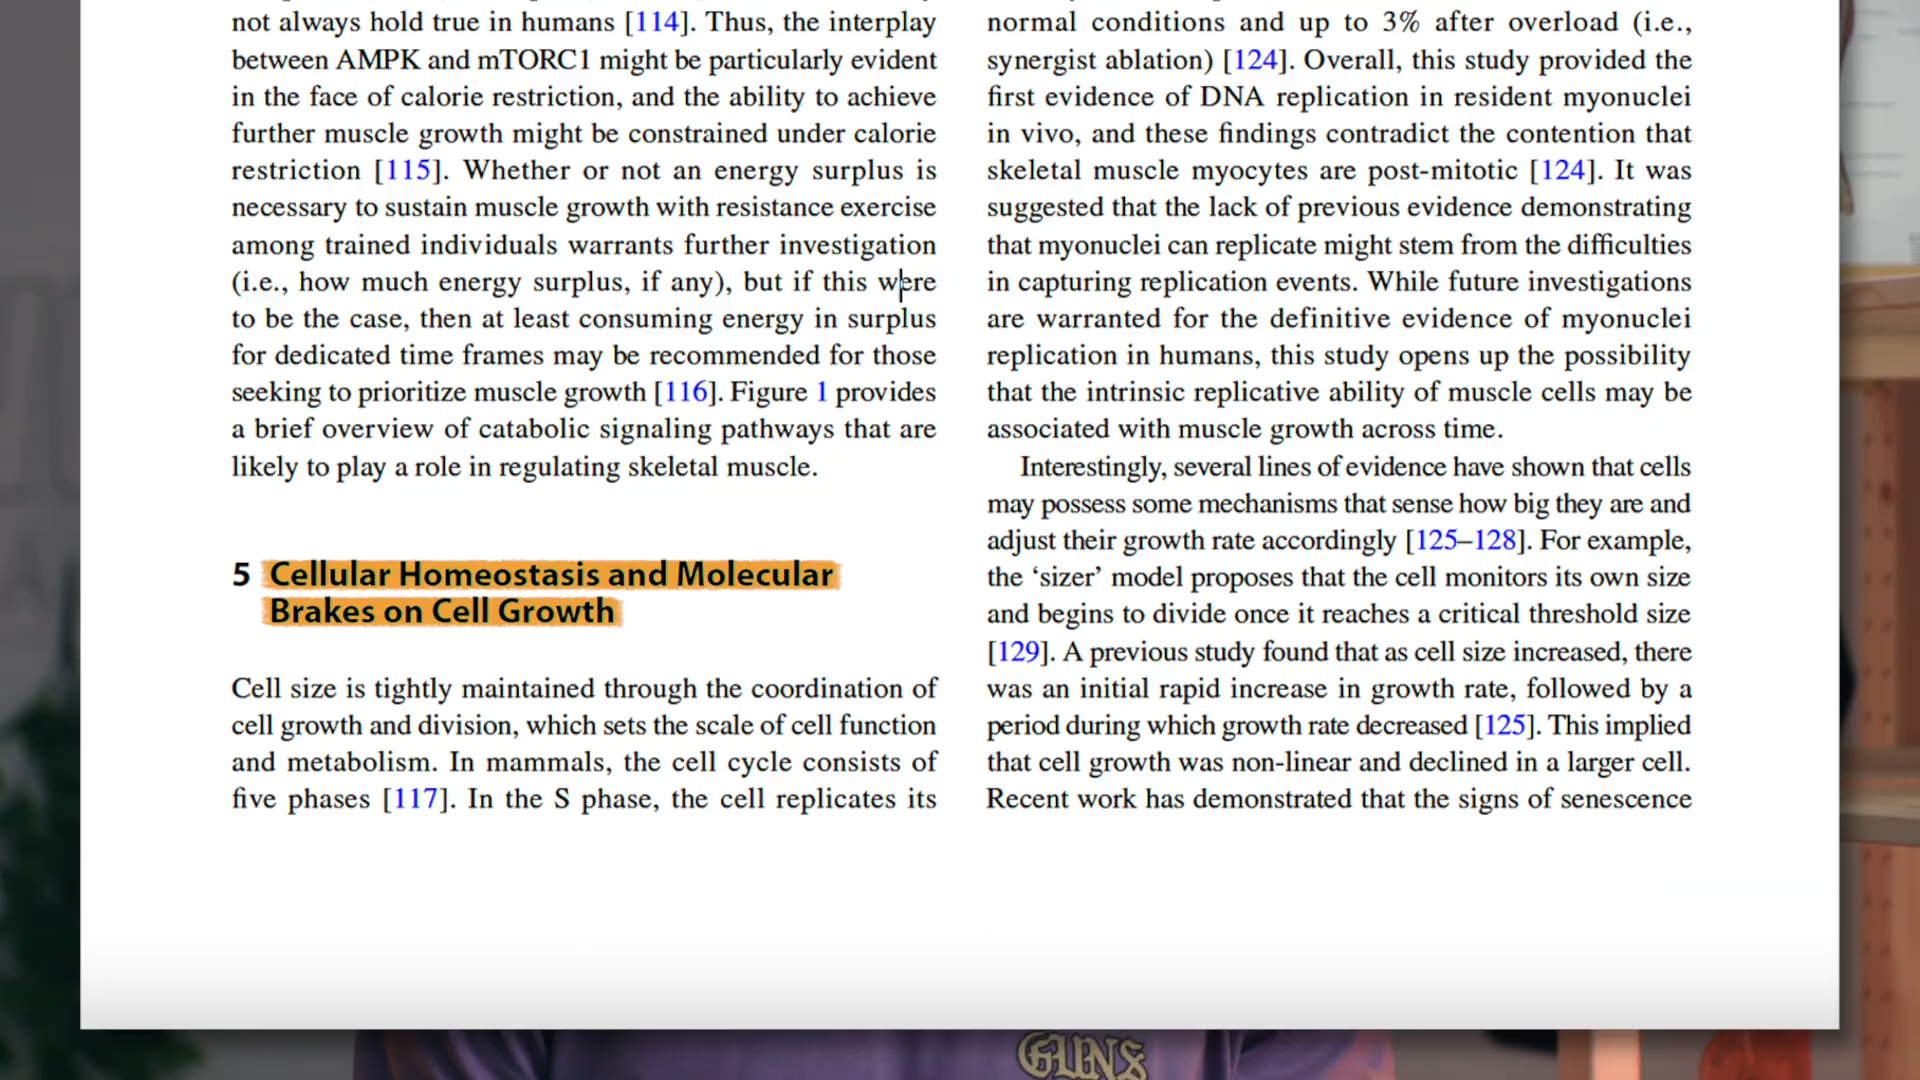 not always hold true in humans [114]. Thus, the interplay
between AMPK and mTORC1 might be particularly evident
in the face of calorie restriction, and the ability to achieve
further muscle growth might be constrained under calorie
restriction [115]. Whether or not an energy surplus is
necessary to sustain muscle growth with resistance exercise
among trained individuals warrants further investigation
(i.e., how much energy surplus, if any), but if this were
to be the case, then at least consuming energy in surplus
for dedicated time frames may be recommended for those
seeking to prioritize muscle growth [116]. Figure 1 provides
a brief overview of catabolic signaling pathways that are
likely to play a role in regulating skeletal muscle.
5 Cellular Homeostasis and Molecular
Brakes on Cell Growth
Cell size is tightly maintained through the coordination of
cell growth and division, which sets the scale of cell function
and metabolism. In mammals, the cell cycle consists of
five phases [117]. In the S phase, the cell replicates its
normal conditions and up to 3% after overload (i.e.,
synergist ablation) [124]. Overall, this study provided the
first evidence of DNA replication in resident myonuclei
in vivo, and these findings contradict the contention that
skeletal muscle myocytes are post-mitotic [124]. It was
suggested that the lack of previous evidence demonstrating
that myonuclei can replicate might stem from the difficulties
in capturing replication events. While future investigations
are warranted for the definitive evidence of myonuclei
replication in humans, this study opens up the possibility
that the intrinsic replicative ability of muscle cells may be
associated with muscle growth across time.
Interestingly, several lines of evidence have shown that cells
may possess some mechanisms that sense how big they are and
adjust their growth rate accordingly [125–128]. For example,
the ‘sizer’ model proposes that the cell monitors its own size
and begins to divide once it reaches a critical threshold size
[129]. A previous study found that as cell size increased, there
was an initial rapid increase in growth rate, followed by a
period during which growth rate decreased [125]. This implied
that cell growth was non-linear and declined in a larger cell.
Recent work has demonstrated that the signs of senescence
GUNS